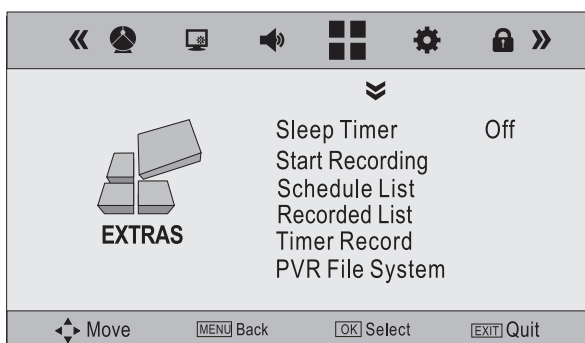 Sleep Timer Off
Start Recording
Schedule List
Recorded List
Timer Record
PVR File System
EXTRAS
Move MENU Back OK Select EXIT Quit